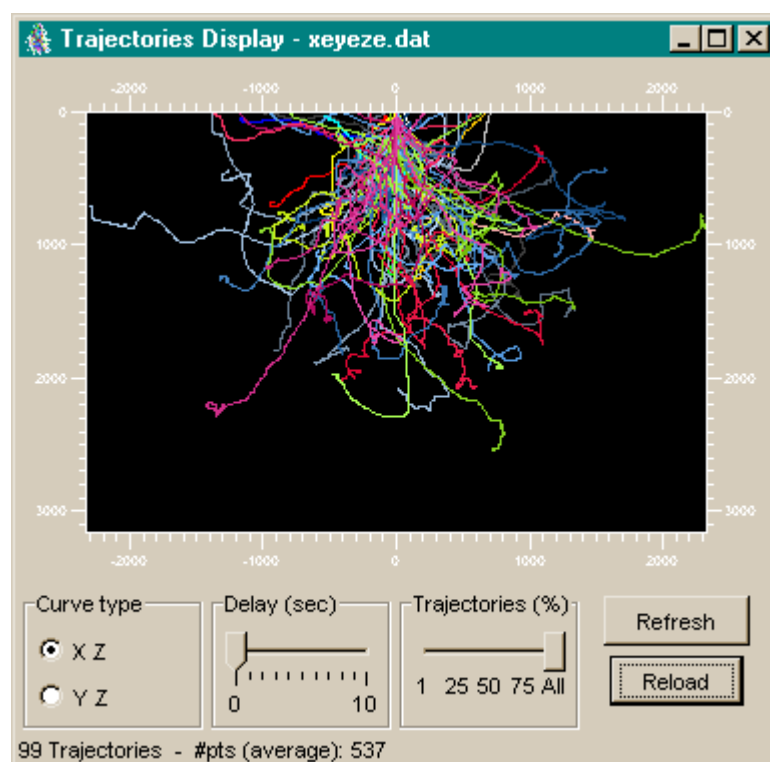 Trajectories Display - xeyeze.dat
-2000 -1000 0 1000 2000
0 0
1000 1000
2000 2000
3000 3000
-2000 -1000 0 1000 2000
Curve type
X Z
Y Z
Delay (sec)
0 10
Trajectories (%)
1 25 50 75 All
Refresh
Reload
99 Trajectories - #pts (average): 537